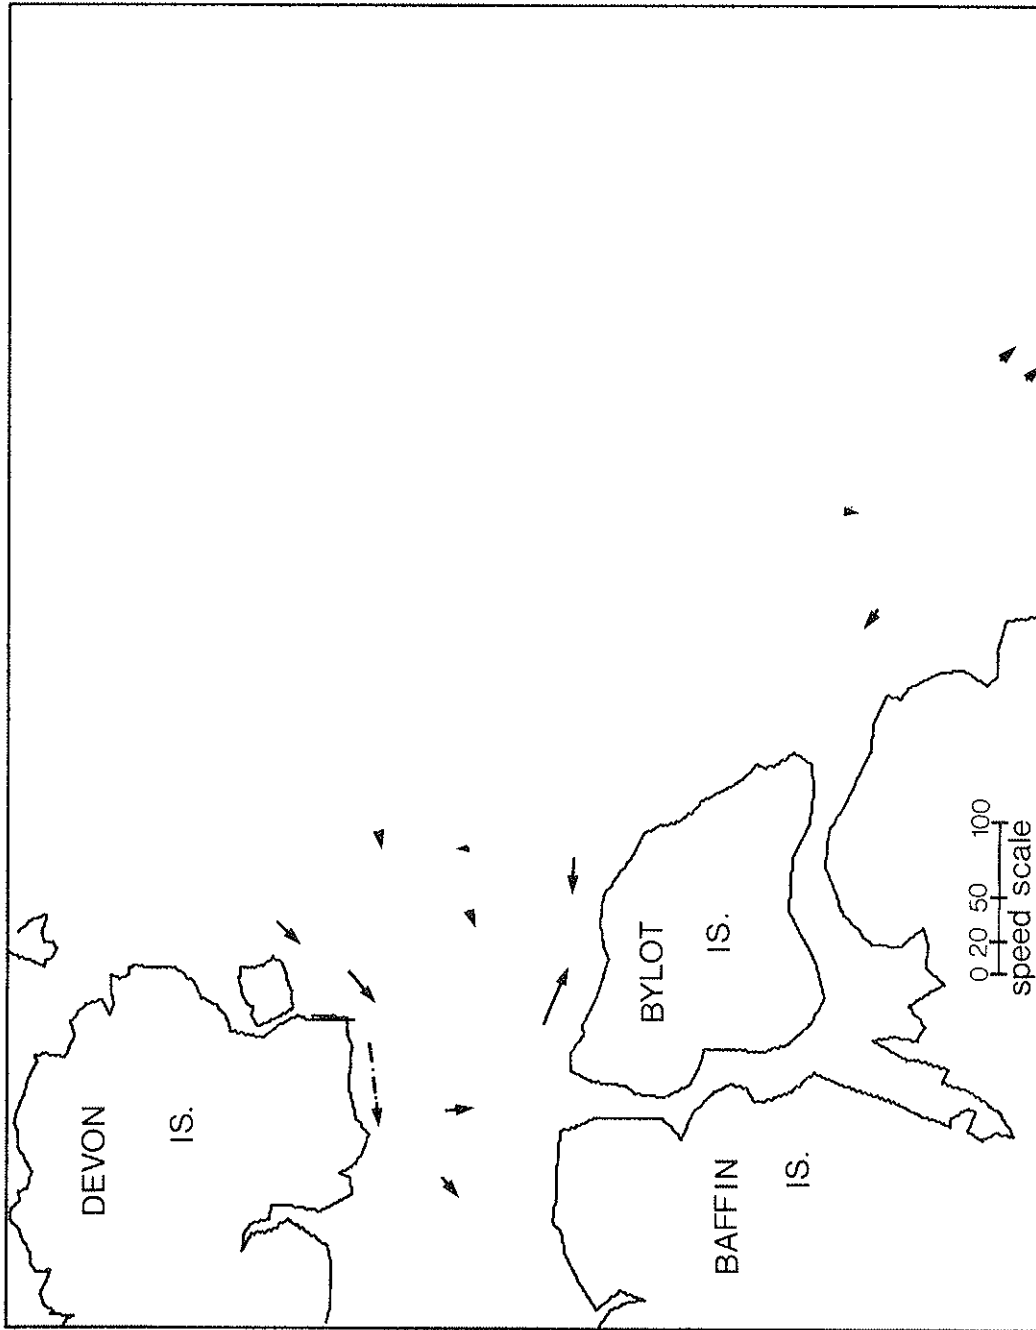 DEVON
IS.
BYLOT
IS.
BAFFIN
IS.
0 20 50 100
speed scale